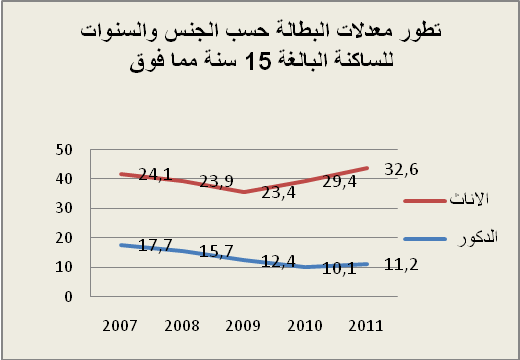 تطور معدلات البطالة حسب الجنس والسنوات
للساكنة البالغة 15 سنة مما فوق
50
40
30
20
10
0
24,1 23,9 23,4 29,4 32,6
17,7 15,7 12,4 10,1 11,2
2007 2008 2009 2010 2011
الاناث
الدكور